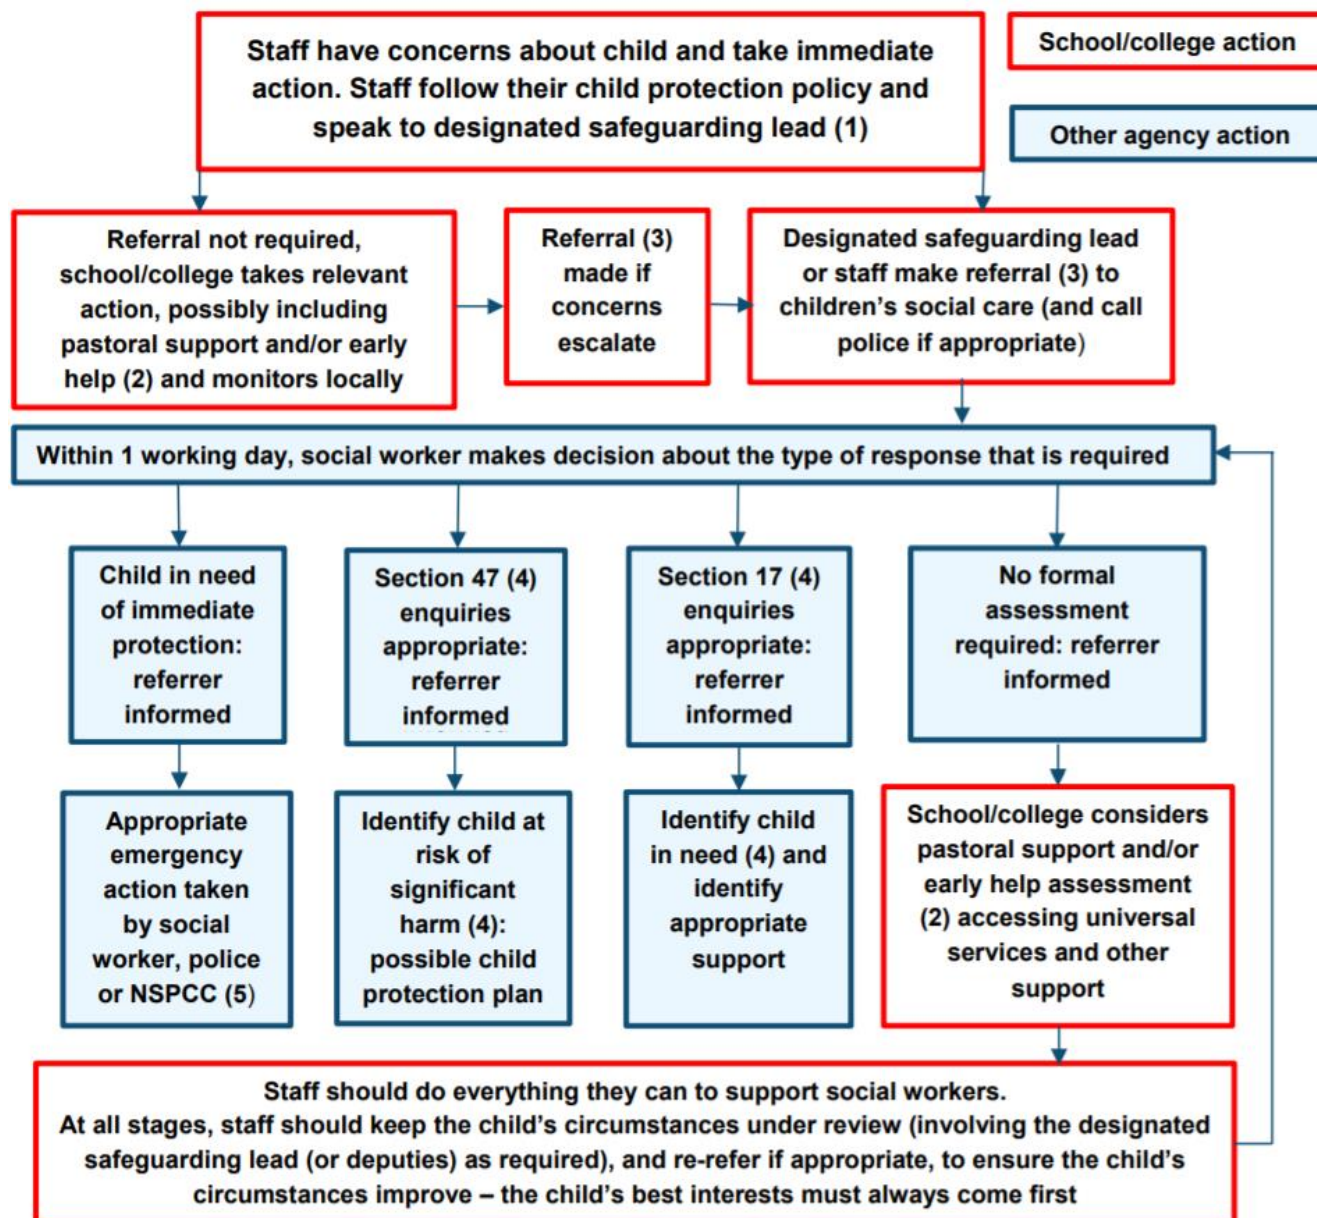 Staff have concerns about child and take immediate
action. Staff follow their child protection policy and
speak to designated safeguarding lead (1)
School/college action
Other agency action
Referral not required,
school/college takes relevant
action, possibly including
pastoral support and/or early
help (2) and monitors locally
Referral (3)
made if
concerns
escalate
Designated safeguarding lead
or staff make referral (3) to
children’s social care (and call
police if appropriate)
Within 1 working day, social worker makes decision about the type of response that is required
Child in need
of immediate
protection:
referrer
informed
Section 47 (4)
enquiries
appropriate:
referrer
informed
Section 17 (4)
enquiries
appropriate:
referrer
informed
No formal
assessment
required: referrer
informed
Appropriate
emergency
action taken
by social
worker, police
or NSPCC (5)
Identify child at
risk of
significant
harm (4):
possible child
protection plan
Identify child
in need (4) and
identify
appropriate
support
School/college considers
pastoral support and/or
early help assessment
(2) accessing universal
services and other
support
Staff should do everything they can to support social workers.
At all stages, staff should keep the child’s circumstances under review (involving the designated
safeguarding lead (or deputies) as required), and re-refer if appropriate, to ensure the child’s
circumstances improve – the child’s best interests must always come first